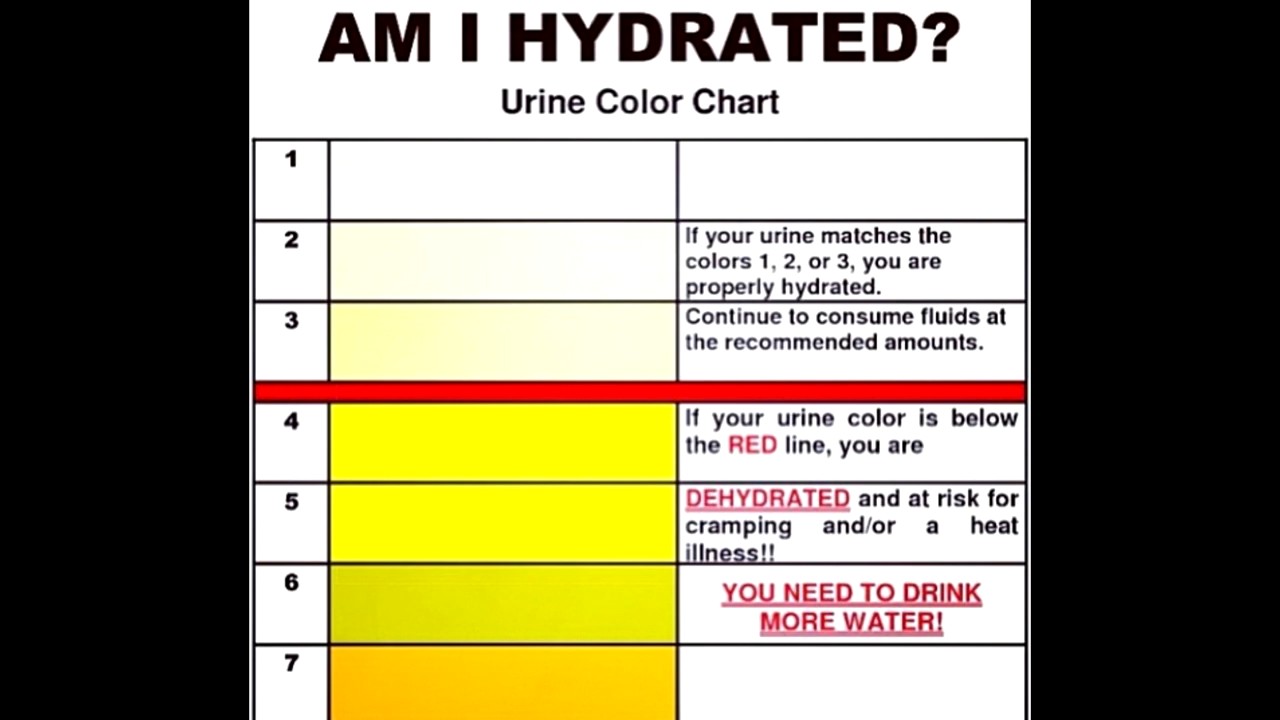 AM I HYDRATED?
Urine Color Chart
1
2
If your urine matches the
colors 1, 2, or 3, you are
properly hydrated.
3
Continue to consume fluids at
the recommended amounts.
4
If your urine color is below
the RED line, you are
5
DEHYDRATED and at risk for
cramping and/or a heat
illness!!
6
YOU NEED TO DRINK
MORE WATER!
7